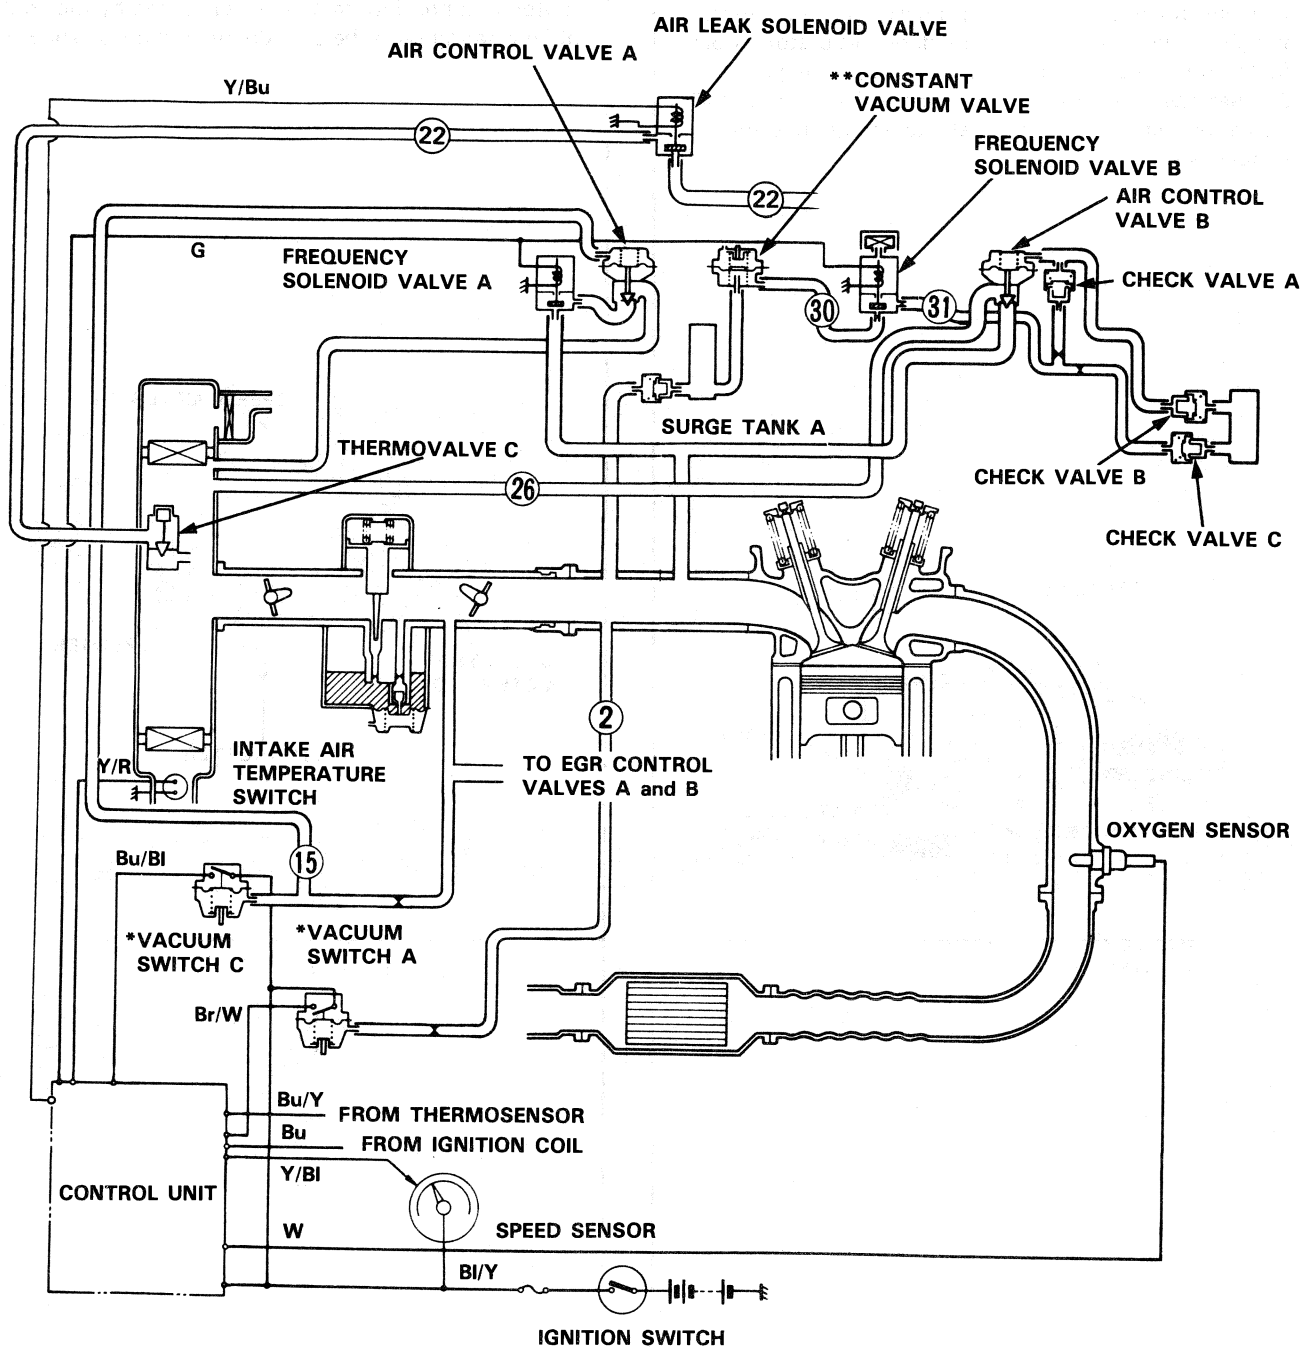 AIR LEAK SOLENOID VALVE
AIR CONTROL VALVE A
**CONSTANT
VACUUM VALVE
Y/Bu
22
FREQUENCY
SOLENOID VALVE B
22
AIR CONTROL
VALVE B
G
FREQUENCY
SOLENOID VALVE A
CHECK VALVE A
30
31
SURGE TANK A
THERMOVALVE C
26
CHECK VALVE B
CHECK VALVE C
2
Y/R
INTAKE AIR
TEMPERATURE
SWITCH
TO EGR CONTROL
VALVES A and B
OXYGEN SENSOR
Bu/Bl
15
*VACUUM
SWITCH C
*VACUUM
SWITCH A
Br/W
Bu/Y
FROM THERMOSENSOR
Bu
FROM IGNITION COIL
Y/Bl
CONTROL UNIT
W
SPEED SENSOR
Bl/Y
IGNITION SWITCH